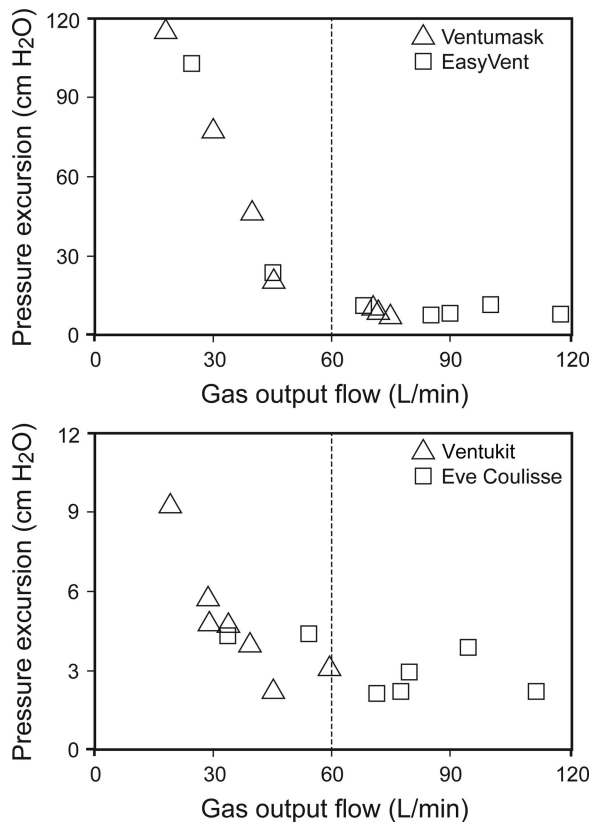 Pressure excursion (cm H₂O)
120
90
60
30
0
Ventumask
EasyVent
0 30 60 90 120
Gas output flow (L/min)
Pressure excursion (cm H₂O)
12
9
6
3
0
Ventukit
Eve Coulisse
0 30 60 90 120
Gas output flow (L/min)